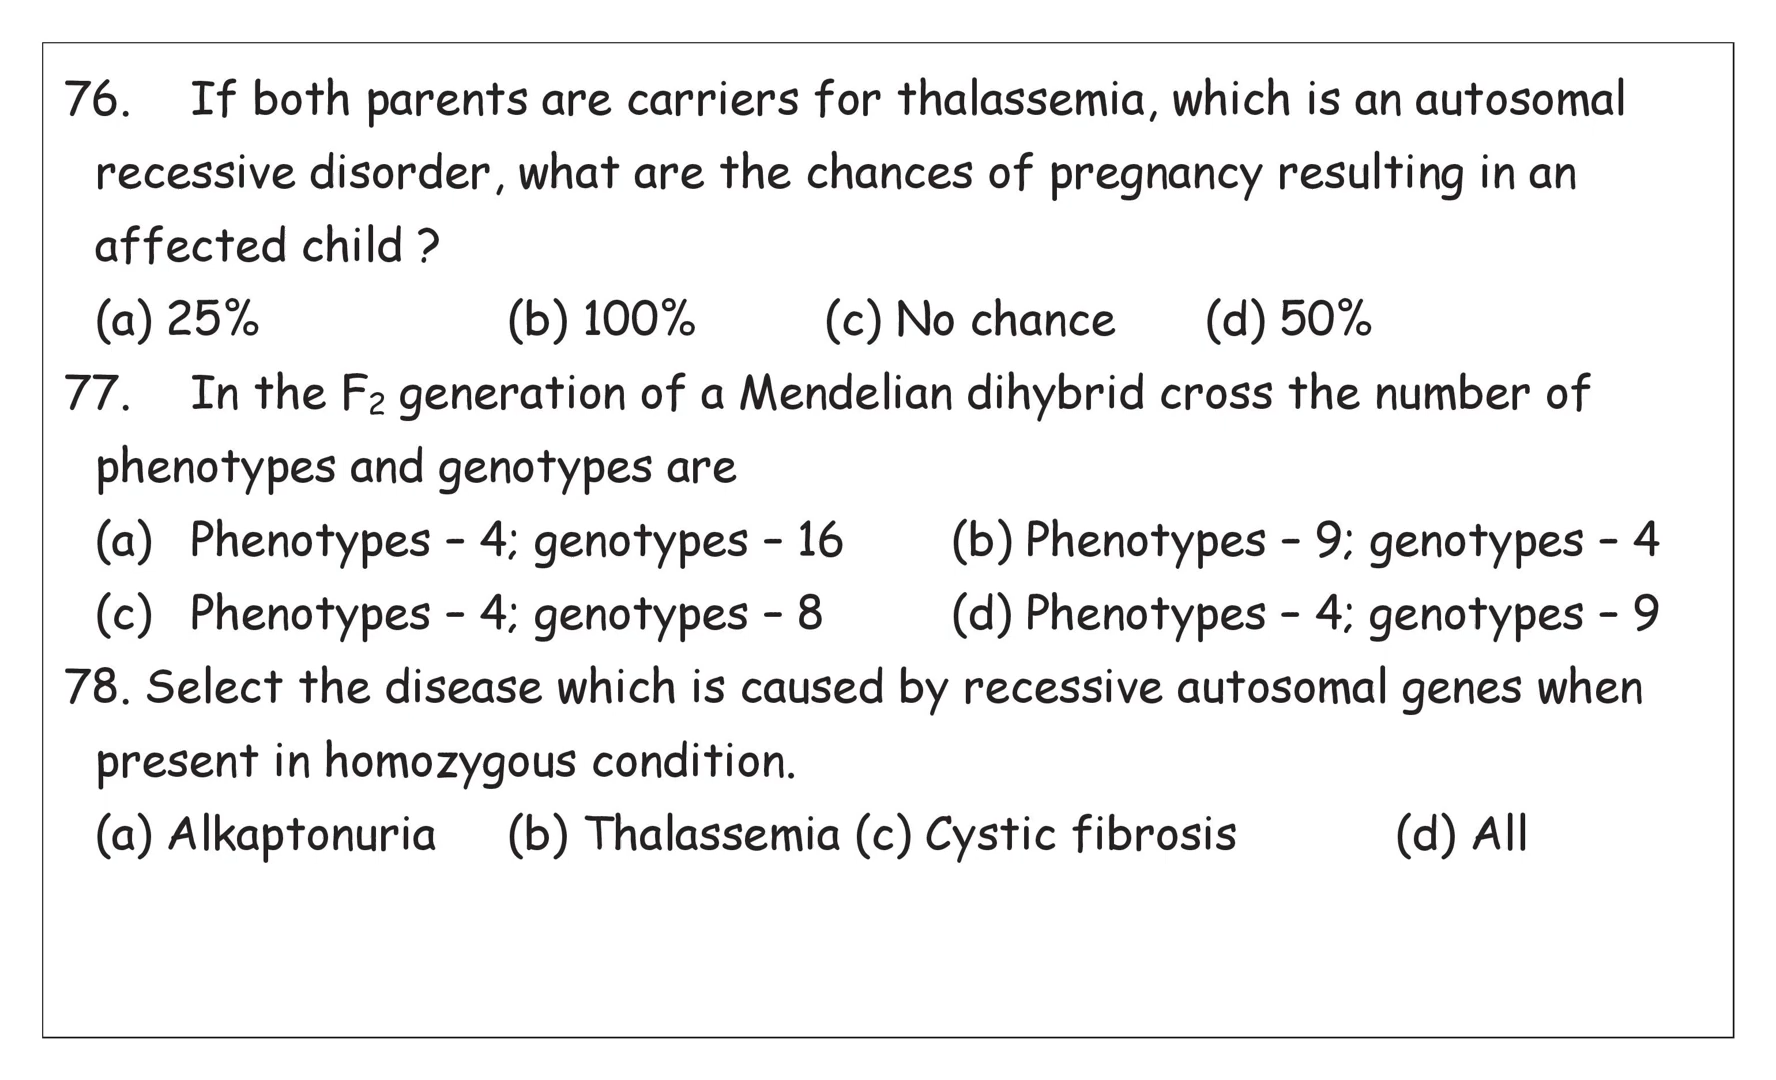 76. If both parents are carriers for thalassemia, which is an autosomal
recessive disorder, what are the chances of pregnancy resulting in an
affected child ?
(a) 25% (b) 100% (c) No chance (d) 50%
77. In the F₂ generation of a Mendelian dihybrid cross the number of
phenotypes and genotypes are
(a) Phenotypes – 4; genotypes – 16 (b) Phenotypes – 9; genotypes – 4
(c) Phenotypes – 4; genotypes – 8 (d) Phenotypes – 4; genotypes – 9
78. Select the disease which is caused by recessive autosomal genes when
present in homozygous condition.
(a) Alkaptonuria (b) Thalassemia (c) Cystic fibrosis (d) All